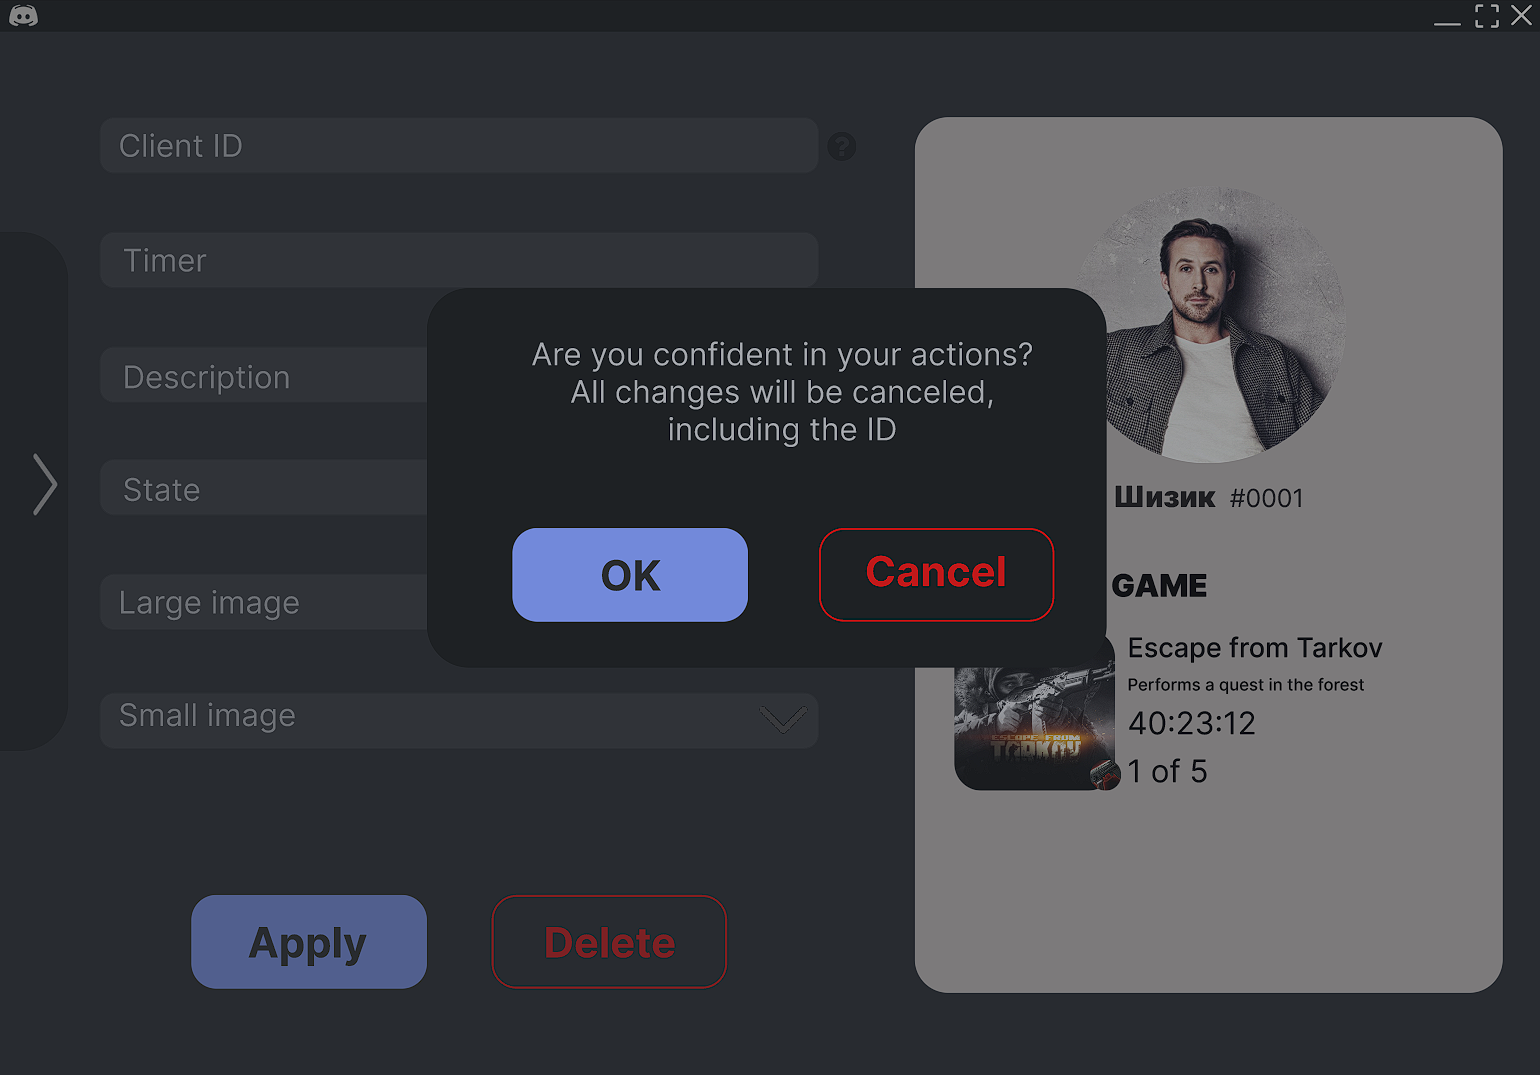 Client ID
?
Timer
Description
State
Large image
Small image
Apply
Delete
Are you confident in your actions?
All changes will be canceled,
including the ID
OK
Cancel
Шизик #0001
GAME
Escape from Tarkov
Performs a quest in the forest
40:23:12
1 of 5
ESCAPE FROM
TARKOV